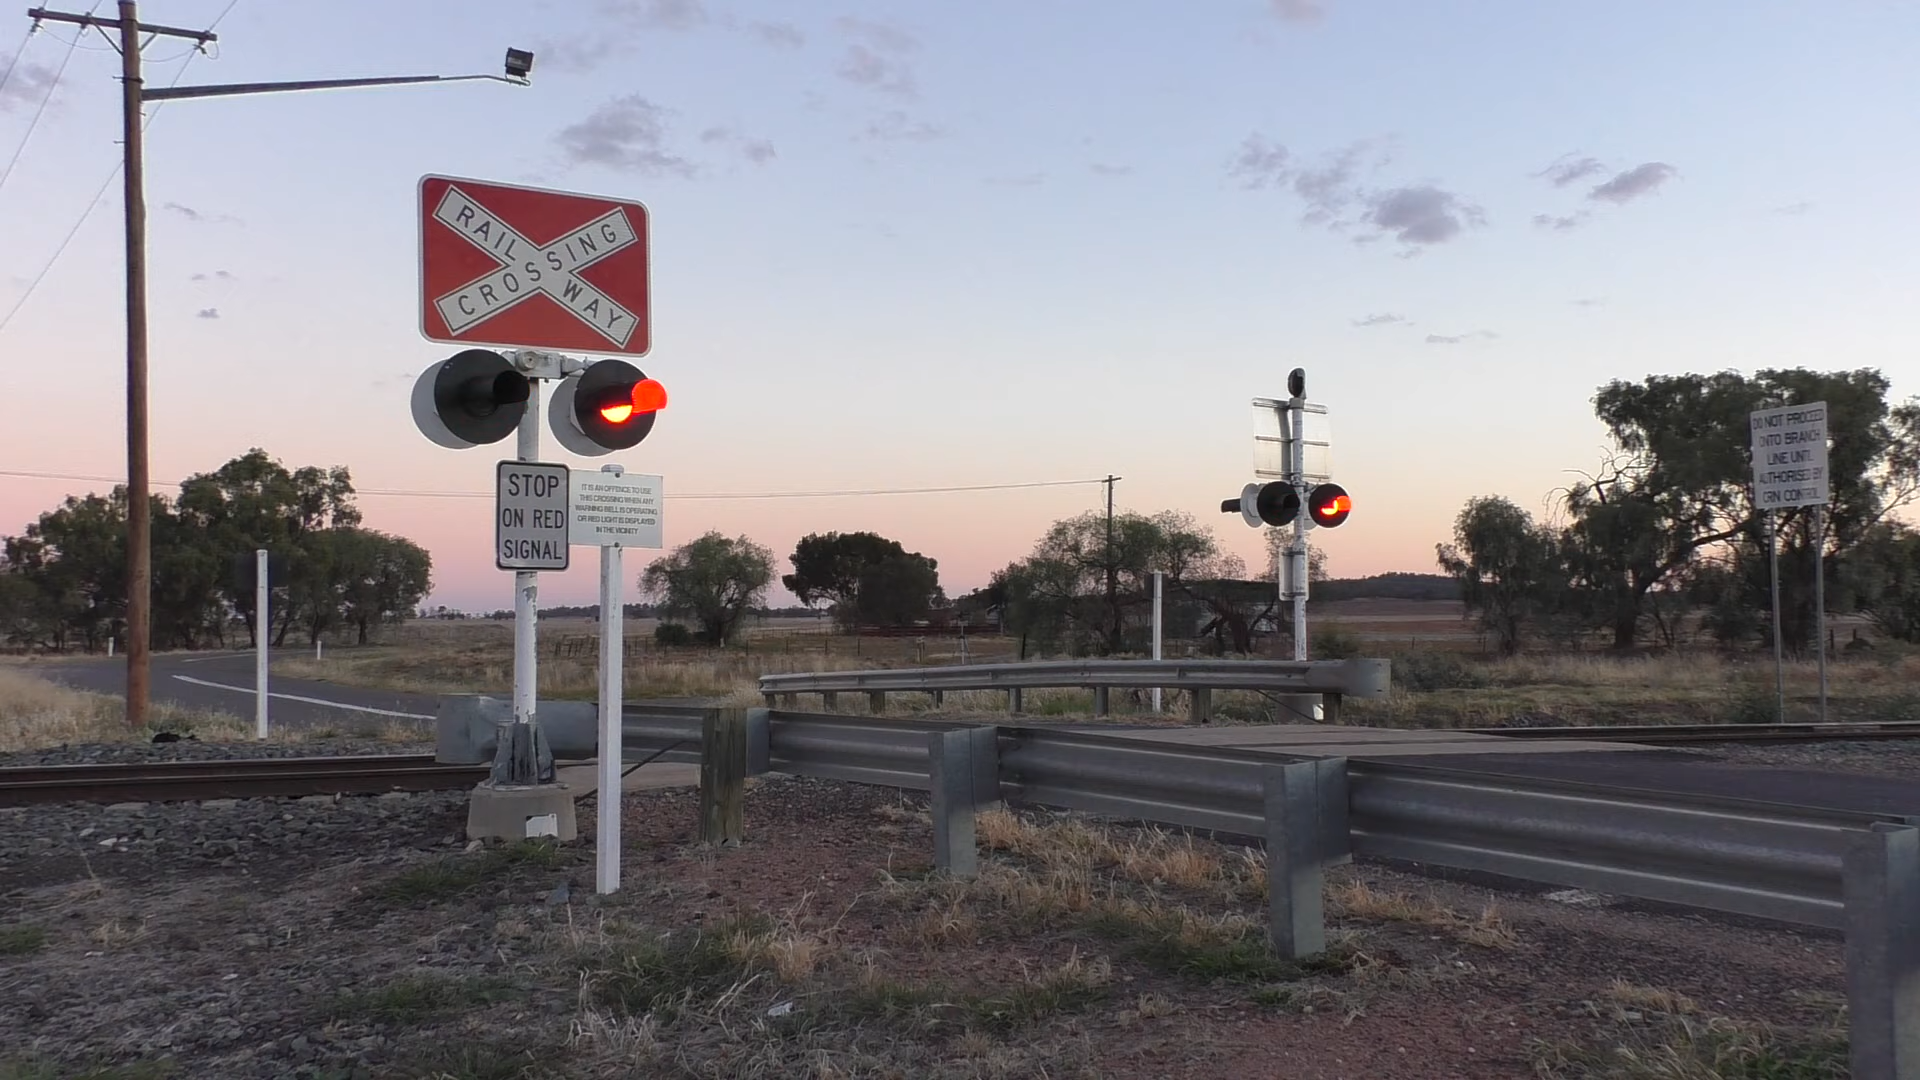 RAILWAY
CROSSING
STOP
ON RED
SIGNAL
IT IS AN OFFENCE TO USE
THIS CROSSING WHEN ANY
WARNING BELL IS OPERATING
OR RED LIGHT IS DISPLAYED
IN THE VICINITY
DO NOT PROCEED
ONTO BRANCH
LINE UNTIL
AUTHORISED BY
CRN CONTROL